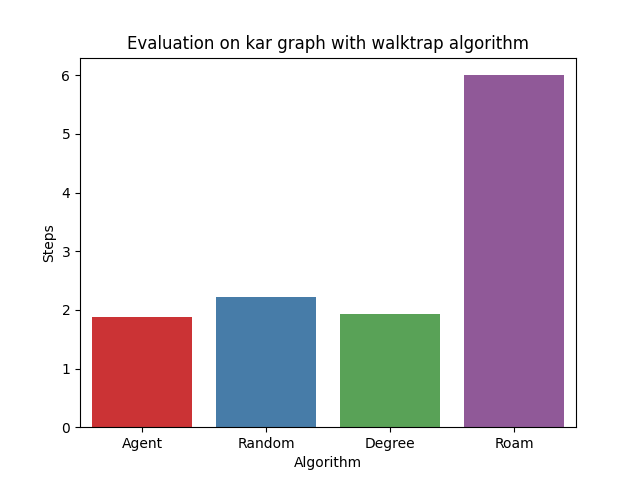 Evaluation on kar graph with walktrap algorithm
6
5
4
3
2
1
0
Steps
Agent Random Degree Roam
Algorithm